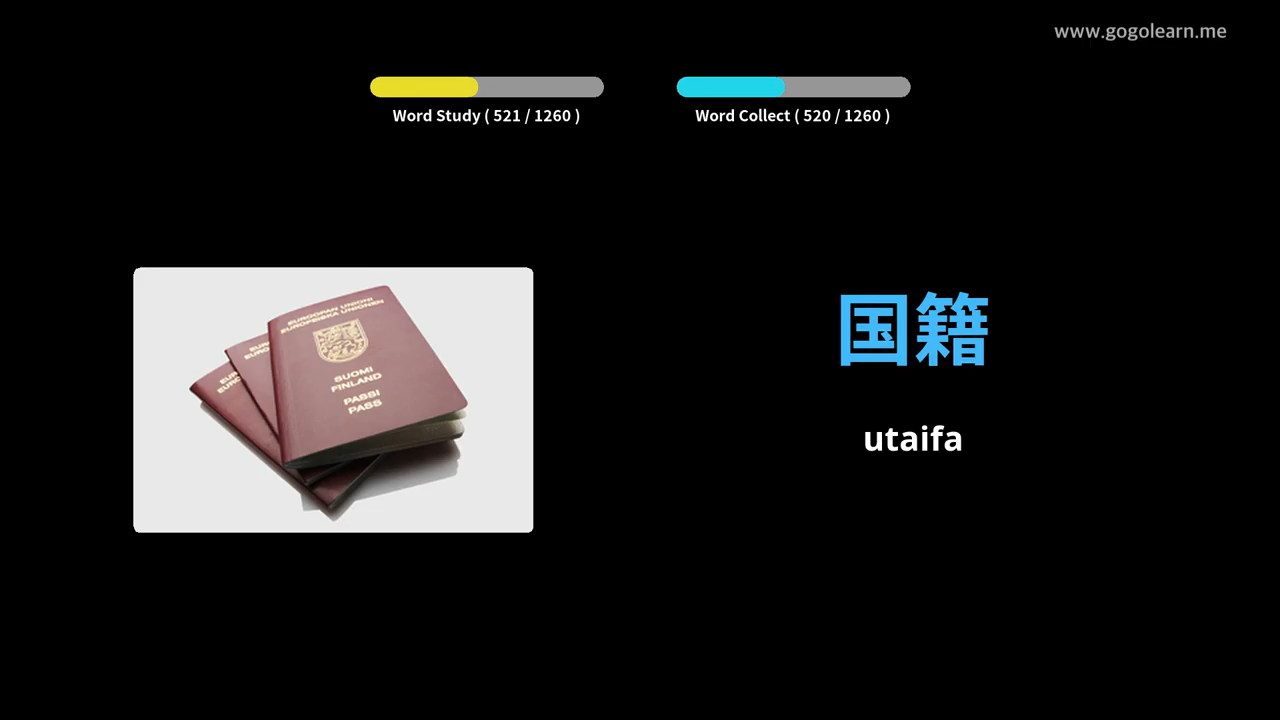 www.gogolearn.me
Word Study ( 521 / 1260 )
Word Collect ( 520 / 1260 )
EUROOPAN UNIONI
EUROPEISKA UNIONEN
SUOMI
FINLAND
PASSI
PASS
国籍
utaifa